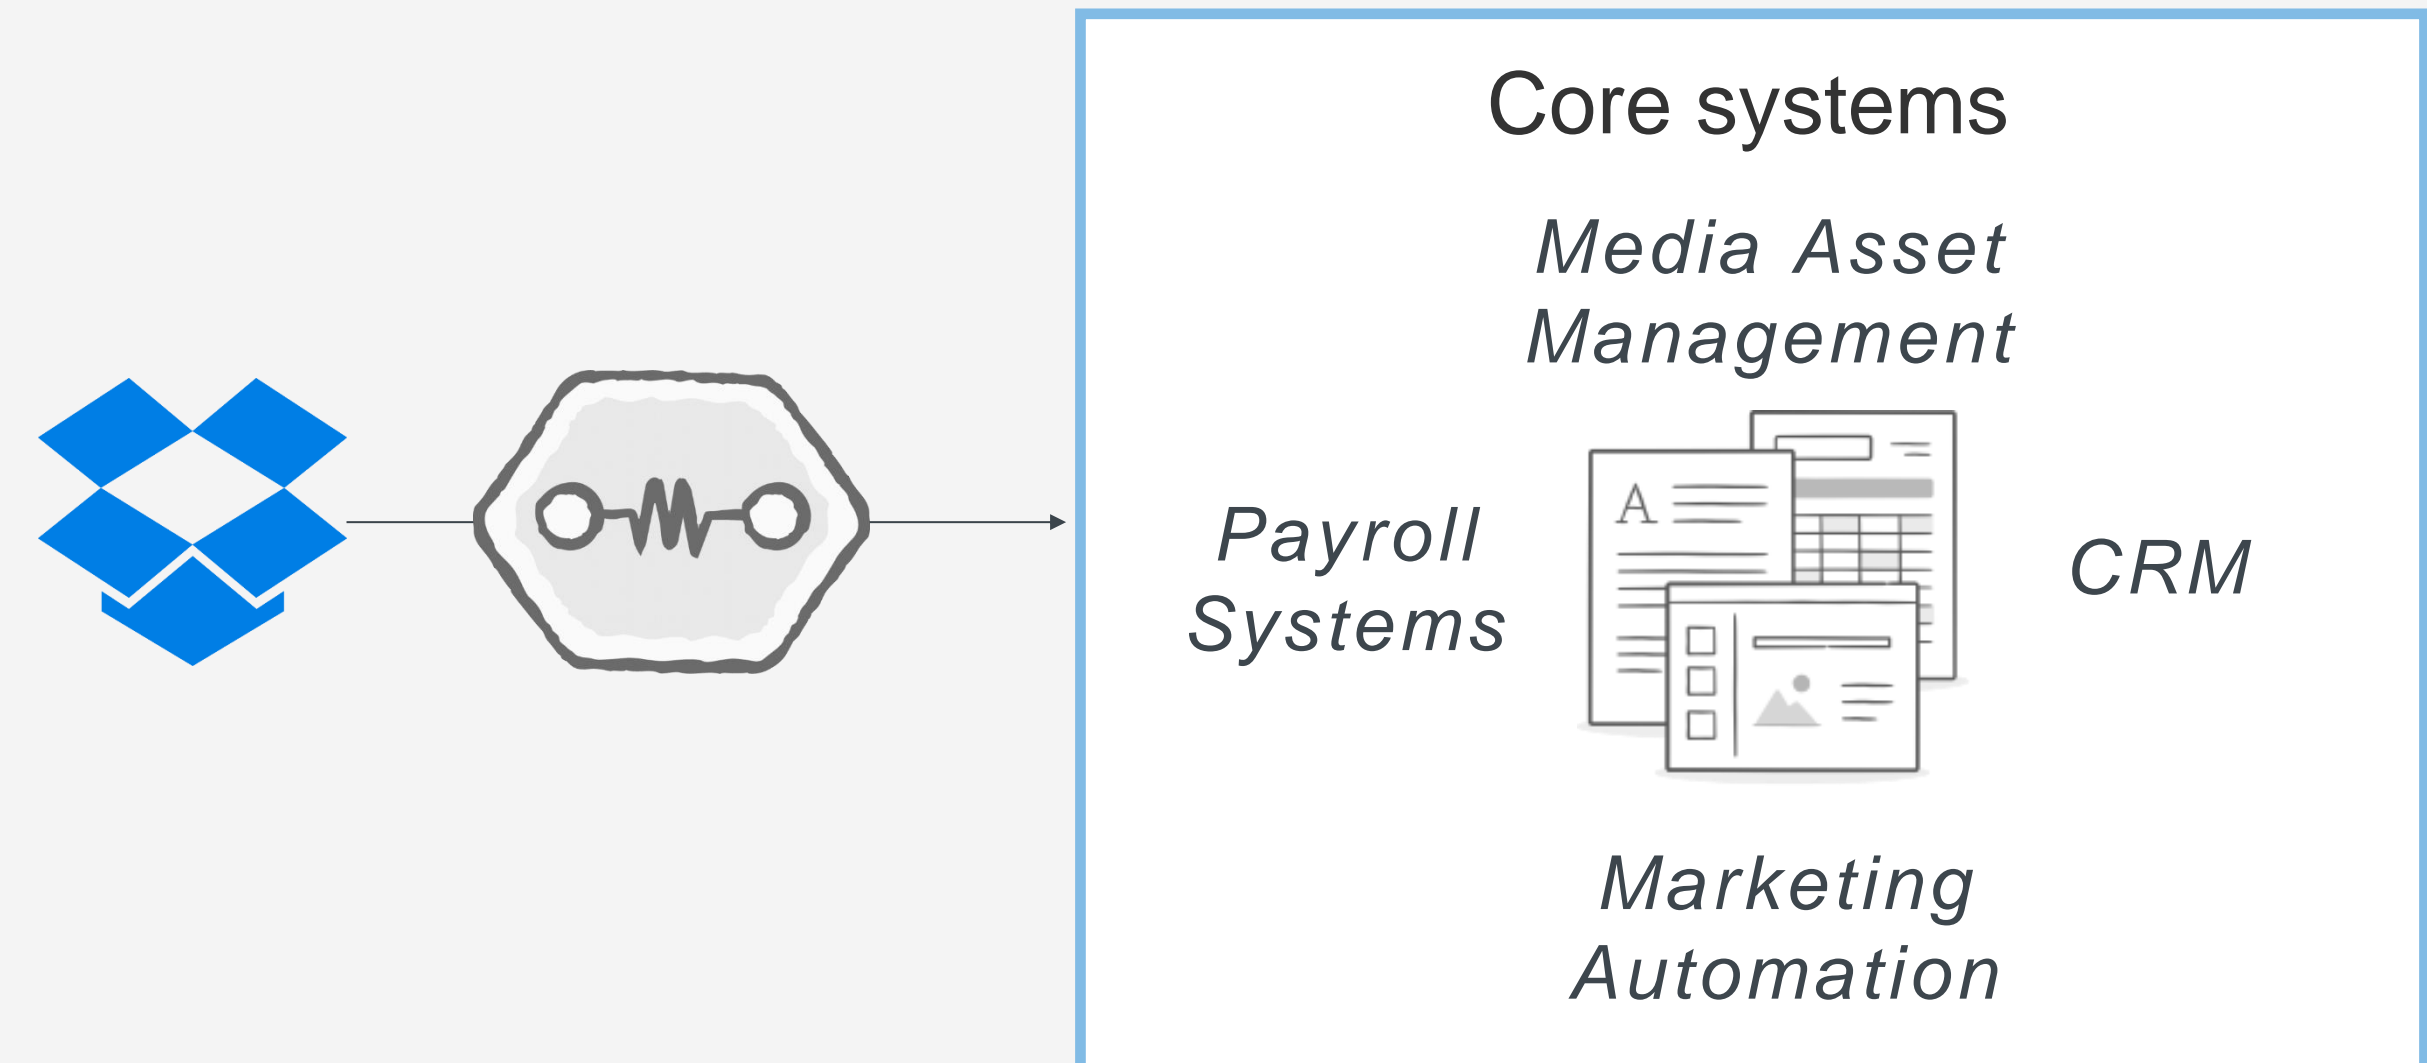 Core systems
Media Asset
Management
Payroll
Systems
A
CRM
Marketing
Automation